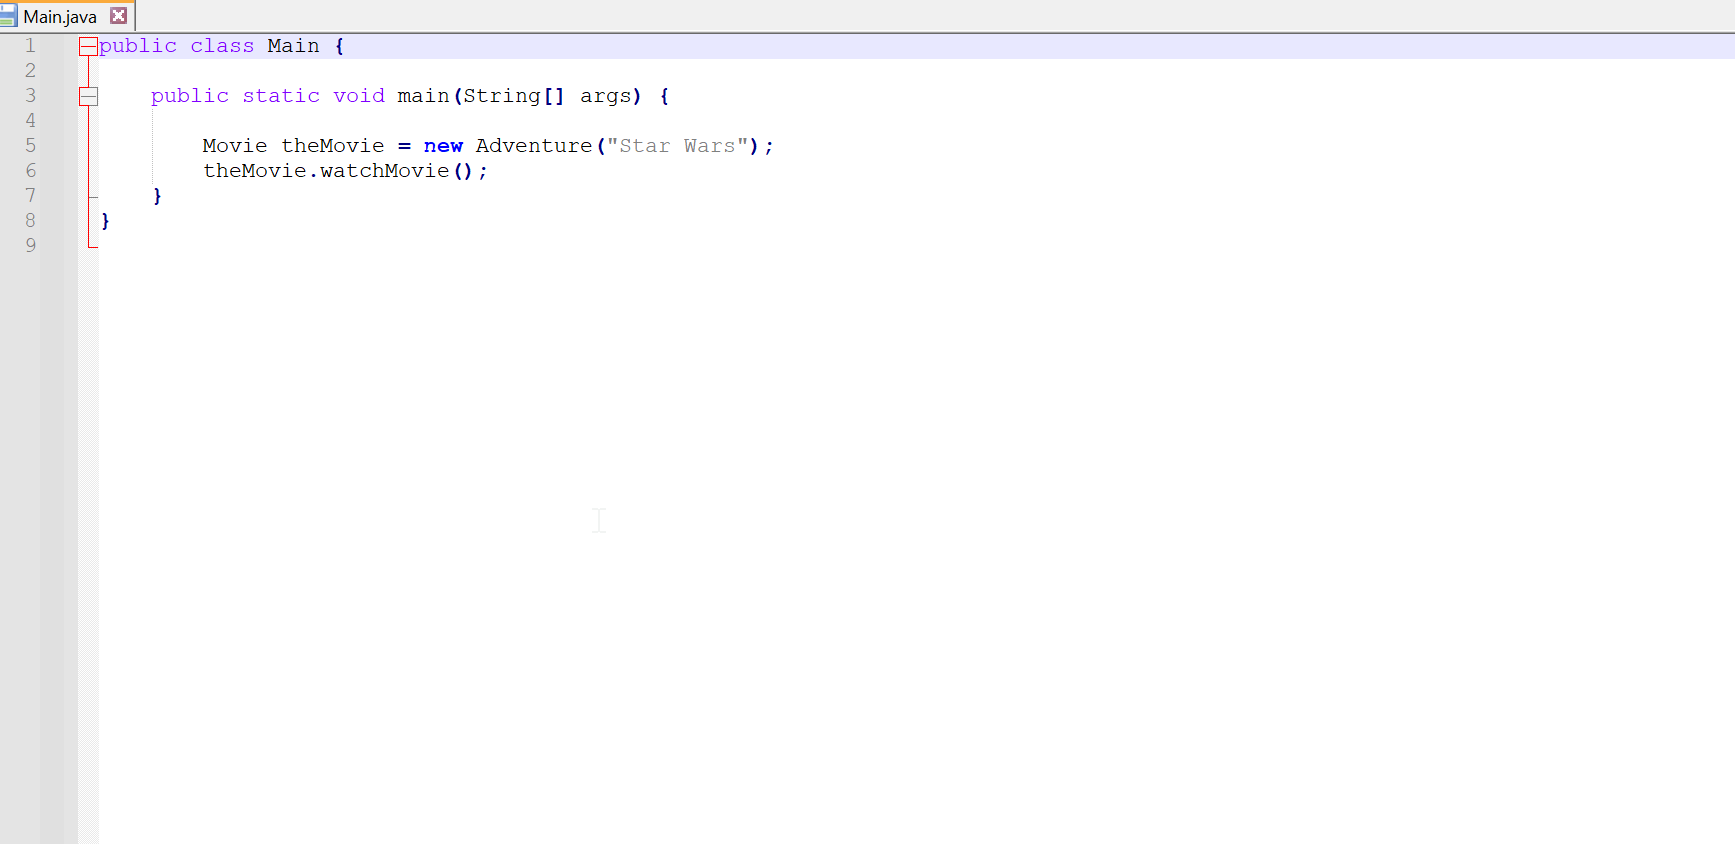 Main.java
1 public class Main {
2
3 public static void main(String[] args) {
4
5 Movie theMovie = new Adventure("Star Wars");
6 theMovie.watchMovie();
7 }
8 }
9